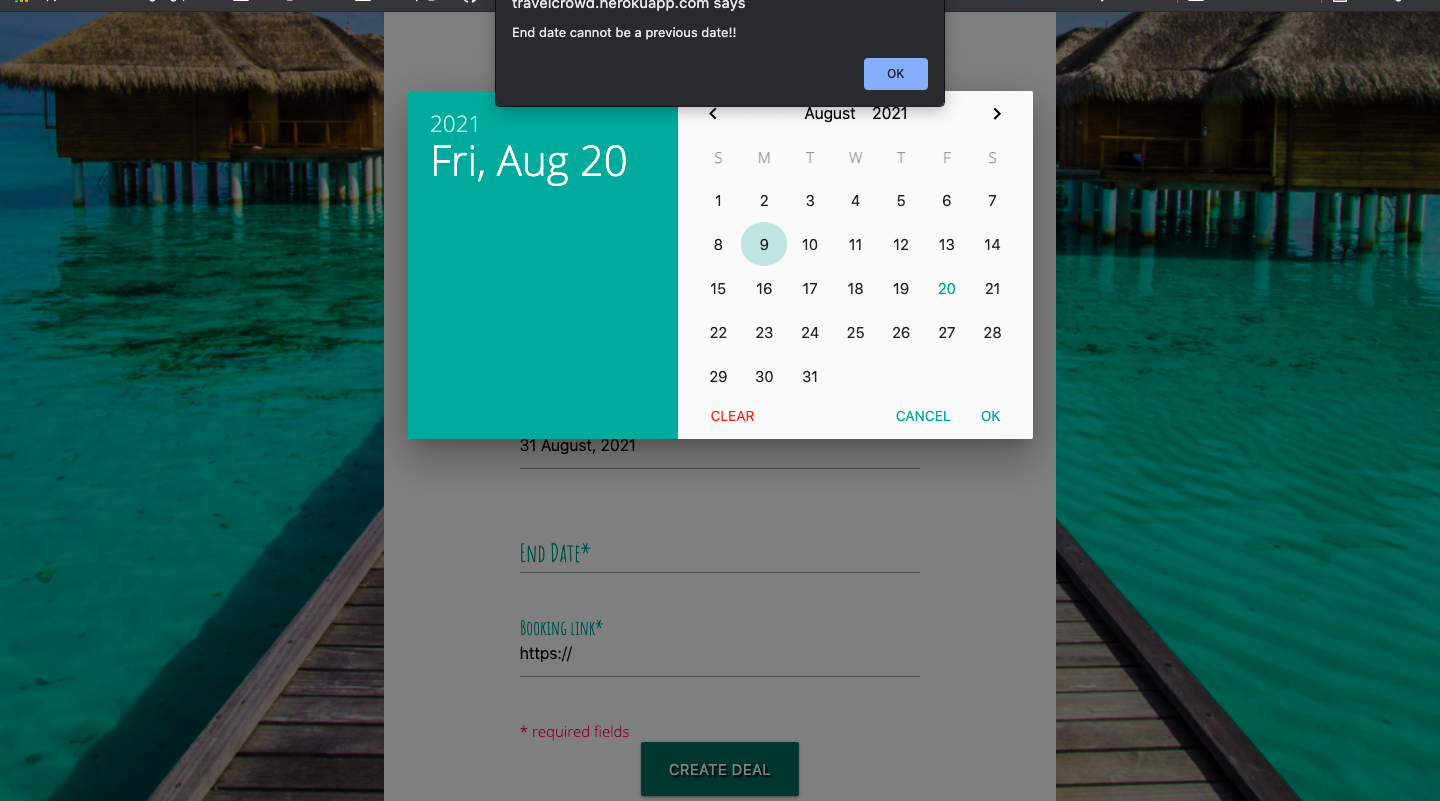 travelcrowd.herokuapp.com says
End date cannot be a previous date!!
OK
2021
Fri, Aug 20
August 2021
S M T W T F S
1 2 3 4 5 6 7
8 9 10 11 12 13 14
15 16 17 18 19 20 21
22 23 24 25 26 27 28
29 30 31
CLEAR CANCEL OK
31 August, 2021
End Date*
Booking link*
https://
* required fields
CREATE DEAL